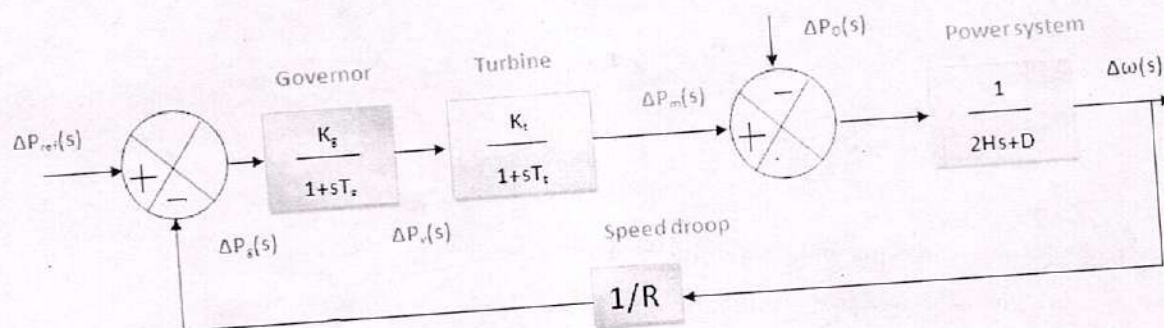 ΔP_D(s)
Power system
Governor
Turbine
Δω(s)
ΔP_m(s)
−
1
2Hs+D
K_g
1+sT_g
K_t
1+sT_t
ΔP_ref(s)
+
−
+
ΔP_g(s)
ΔP_v(s)
Speed droop
1/R